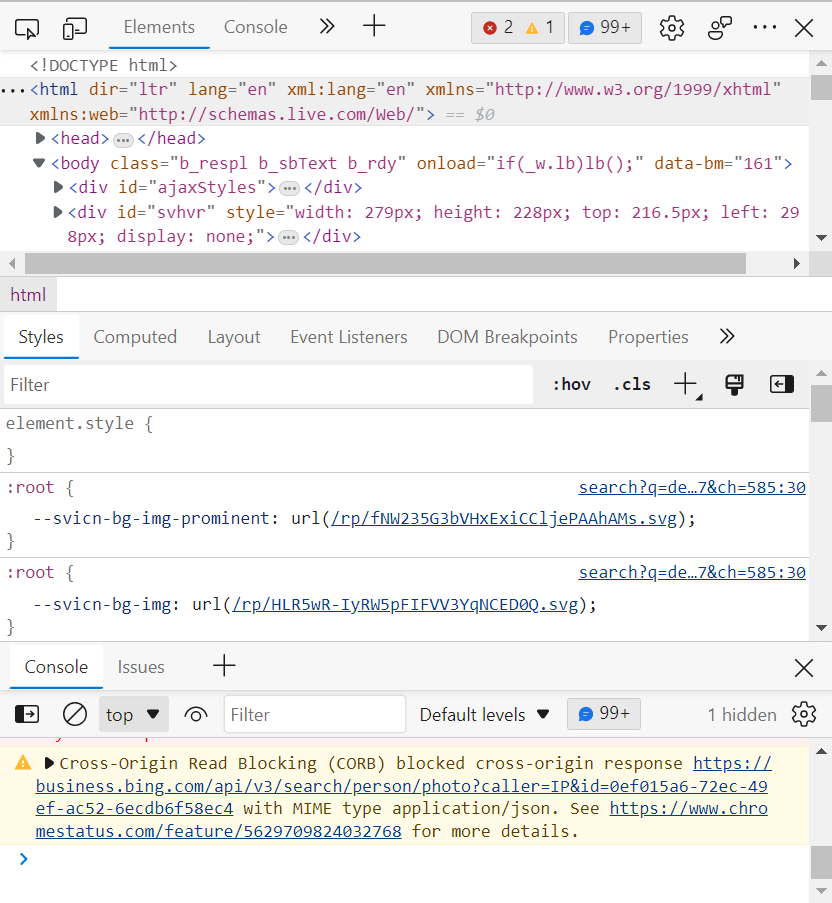 Elements Console 2 1 99+
<!DOCTYPE html>
...<html dir="ltr" lang="en" xml:lang="en" xmlns="http://www.w3.org/1999/xhtml"
xmlns:web="http://schemas.live.com/Web/"> == $0
<head>...</head>
<body class="b_respl b_sbText b_rdy" onload="if(_w.lb)lb();" data-bm="161">
<div id="ajaxStyles">...</div>
<div id="svhvr" style="width: 279px; height: 228px; top: 216.5px; left: 29
8px; display: none;">...</div>
html
Styles Computed Layout Event Listeners DOM Breakpoints Properties
Filter :hov .cls
element.style {
}
:root { search?q=de…7&ch=585:30
--svicn-bg-img-prominent: url(/rp/fNW235G3bVHxExiCCljePAAhAMs.svg);
}
:root { search?q=de…7&ch=585:30
--svicn-bg-img: url(/rp/HLR5wR-IyRW5pFIFVV3YqNCED0Q.svg);
}
Console Issues
top Filter Default levels 99+ 1 hidden
Cross-Origin Read Blocking (CORB) blocked cross-origin response https://
business.bing.com/api/v3/search/person/photo?caller=IP&id=0ef015a6-72ec-49
ef-ac52-6ecdb6f58ec4 with MIME type application/json. See https://www.chro
mestatus.com/feature/5629709824032768 for more details.